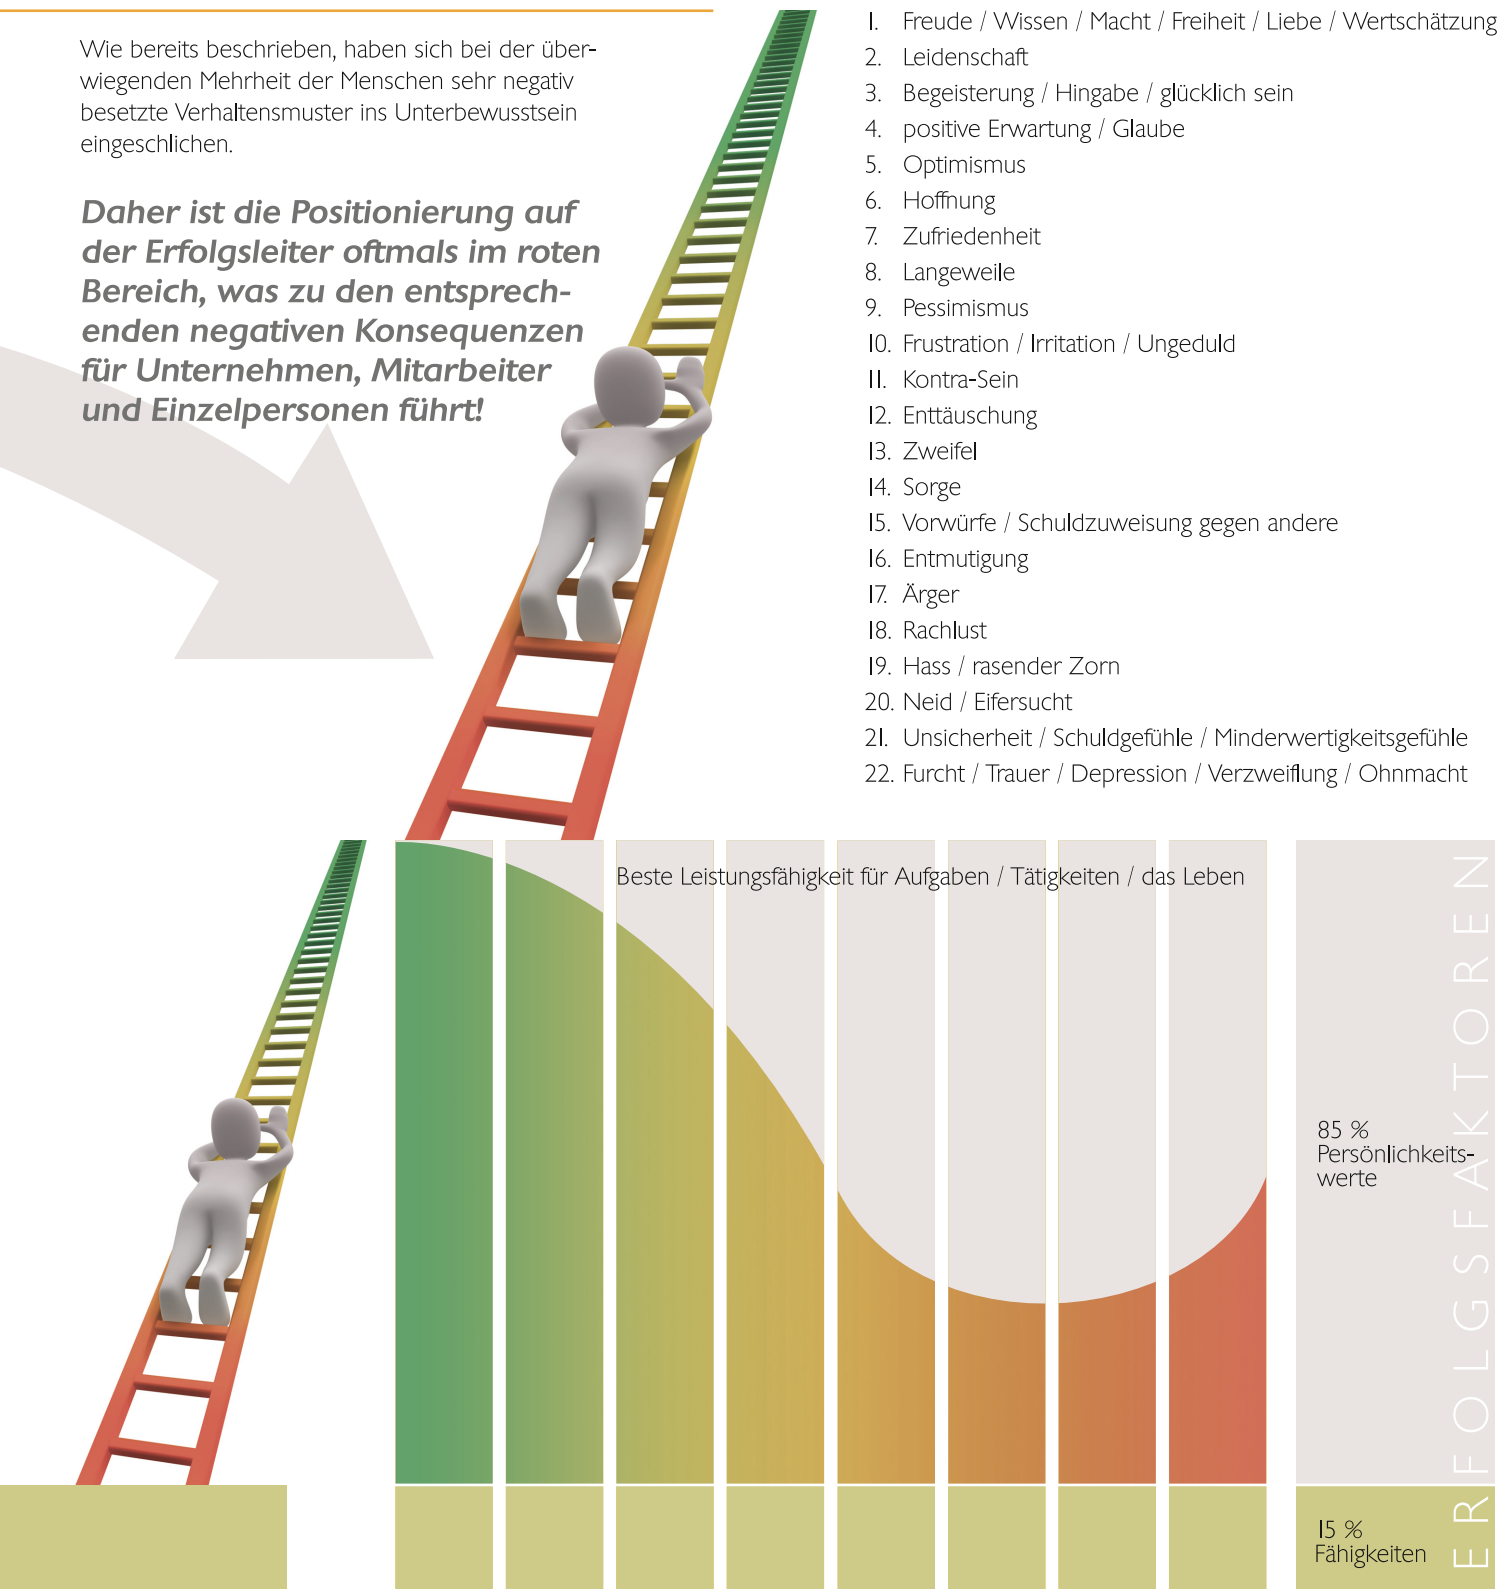 Wie bereits beschrieben, haben sich bei der über-
wiegenden Mehrheit der Menschen sehr negativ
besetzte Verhaltensmuster ins Unterbewusstsein
eingeschlichen.
Daher ist die Positionierung auf
der Erfolgsleiter oftmals im roten
Bereich, was zu den entsprech-
enden negativen Konsequenzen
für Unternehmen, Mitarbeiter
und Einzelpersonen führt!
1. Freude / Wissen / Macht / Freiheit / Liebe / Wertschätzung
2. Leidenschaft
3. Begeisterung / Hingabe / glücklich sein
4. positive Erwartung / Glaube
5. Optimismus
6. Hoffnung
7. Zufriedenheit
8. Langeweile
9. Pessimismus
10. Frustration / Irritation / Ungeduld
11. Kontra-Sein
12. Enttäuschung
13. Zweifel
14. Sorge
15. Vorwürfe / Schuldzuweisung gegen andere
16. Entmutigung
17. Ärger
18. Rachlust
19. Hass / rasender Zorn
20. Neid / Eifersucht
21. Unsicherheit / Schuldgefühle / Minderwertigkeitsgefühle
22. Furcht / Trauer / Depression / Verzweiflung / Ohnmacht
Beste Leistungsfähigkeit für Aufgaben / Tätigkeiten / das Leben
85 %
Persönlichkeits-
werte
15 %
Fähigkeiten
ERFOLGSFAKTOREN